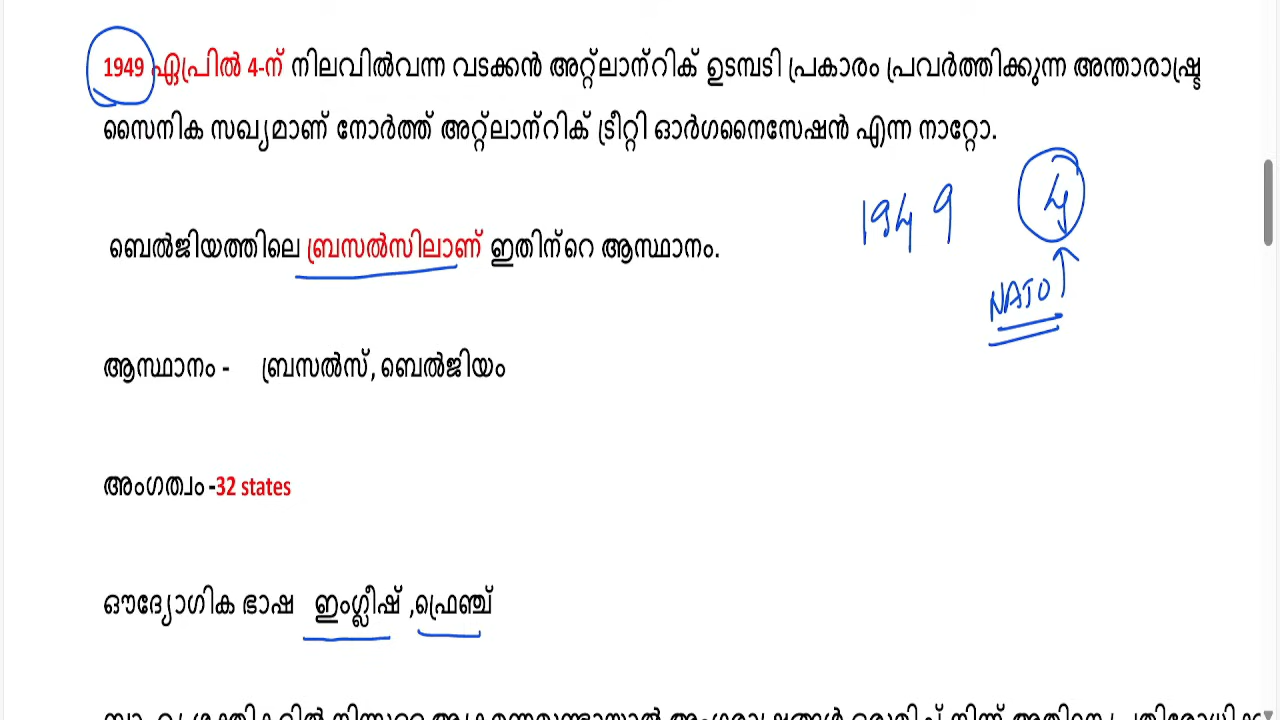 1949 ഏപ്രിൽ 4-ന് നിലവിൽവന്ന വടക്കൻ അറ്റ്ലാന്റിക് ഉടമ്പടി പ്രകാരം പ്രവർത്തിക്കുന്ന അന്താരാഷ്ട്ര
സൈനിക സഖ്യമാണ് നോർത്ത് അറ്റ്ലാന്റിക് ട്രീറ്റി ഓർഗനൈസേഷൻ എന്ന നാറ്റോ.
1949 4
ബെൽജിയത്തിലെ ബ്രസൽസിലാണ് ഇതിന്റെ ആസ്ഥാനം.
NATO
ആസ്ഥാനം - ബ്രസൽസ്, ബെൽജിയം
അംഗത്വം -32 states
ഔദ്യോഗിക ഭാഷ ഇംഗ്ലീഷ് ,ഫ്രെഞ്ച്